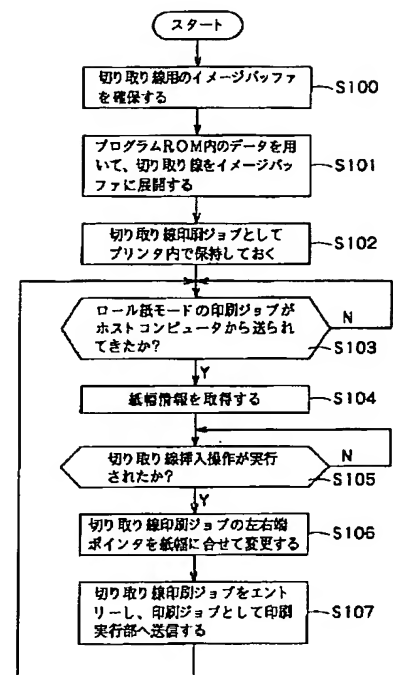 スタート
切り取り線用のイメージバッファ
を確保する
S100
プログラムROM内のデータを用
いて、切り取り線をイメージバッ
ファに展開する
S101
切り取り線印刷ジョブとして
プリンタ内で保持しておく
S102
ロール紙モードの印刷ジョブが
ホストコンピュータから送られ
てきたか?
N
S103
Y
紙幅情報を取得する
S104
切り取り線挿入操作が実行
されたか?
N
S105
Y
切り取り線印刷ジョブの左右端
ポインタを紙幅に合せて変更する
S106
切り取り線印刷ジョブをエント
リーし、印刷ジョブとして印刷
実行部へ送信する
S107